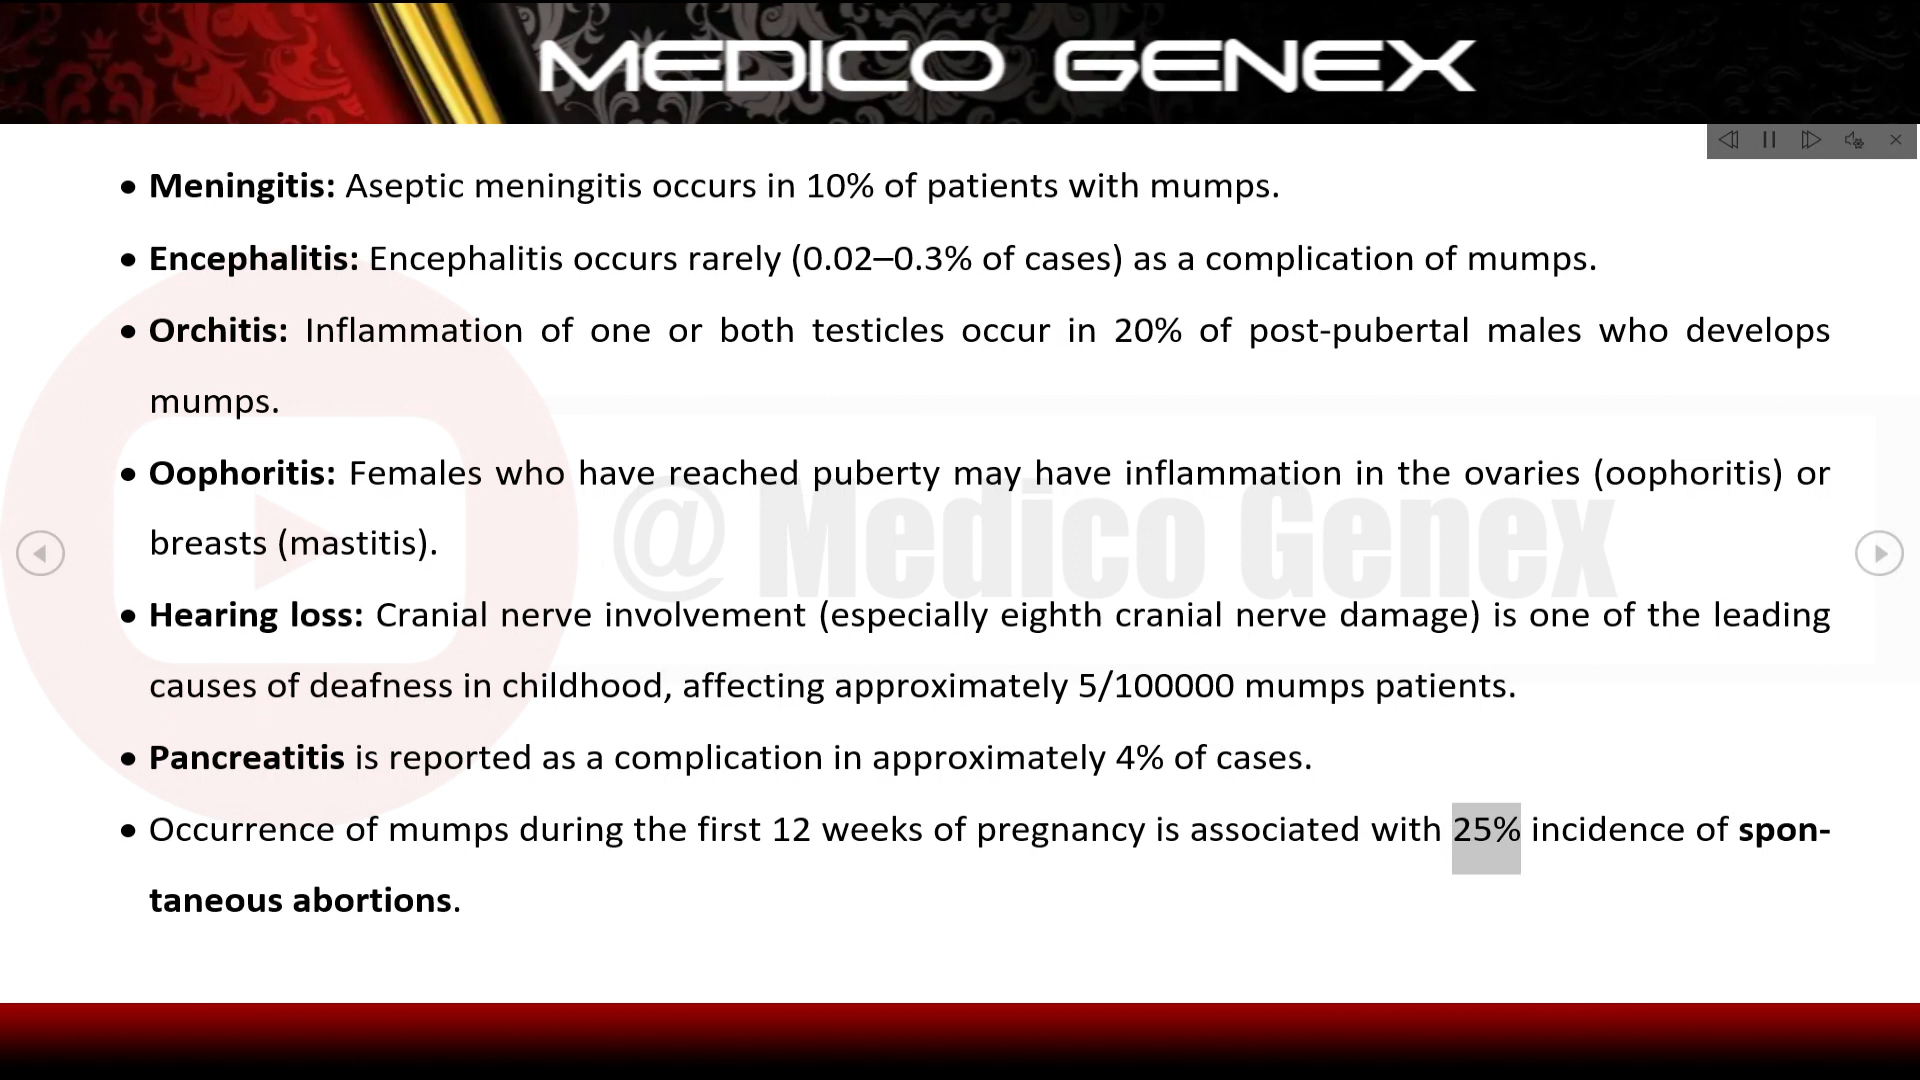 MEDICO GENEX
• Meningitis: Aseptic meningitis occurs in 10% of patients with mumps.
• Encephalitis: Encephalitis occurs rarely (0.02–0.3% of cases) as a complication of mumps.
• Orchitis: Inflammation of one or both testicles occur in 20% of post-pubertal males who develops
mumps.
• Oophoritis: Females who have reached puberty may have inflammation in the ovaries (oophoritis) or
breasts (mastitis).
@ Medico Genex
• Hearing loss: Cranial nerve involvement (especially eighth cranial nerve damage) is one of the leading
causes of deafness in childhood, affecting approximately 5/100000 mumps patients.
• Pancreatitis is reported as a complication in approximately 4% of cases.
• Occurrence of mumps during the first 12 weeks of pregnancy is associated with 25% incidence of spon-
taneous abortions.